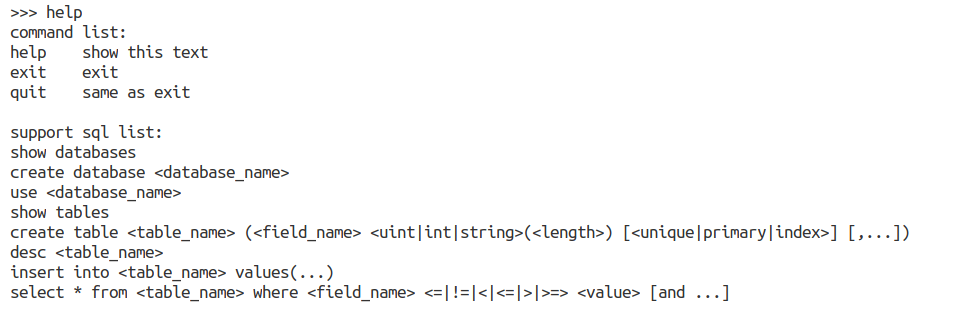 >>> help
command list:
help    show this text
exit    exit
quit    same as exit

support sql list:
show databases
create database <database_name>
use <database_name>
show tables
create table <table_name> (<field_name> <uint|int|string>(<length>) [<unique|primary|index>] [,...])
desc <table_name>
insert into <table_name> values(...)
select * from <table_name> where <field_name> <=|!=|<|<=|>|>=> <value> [and ...]